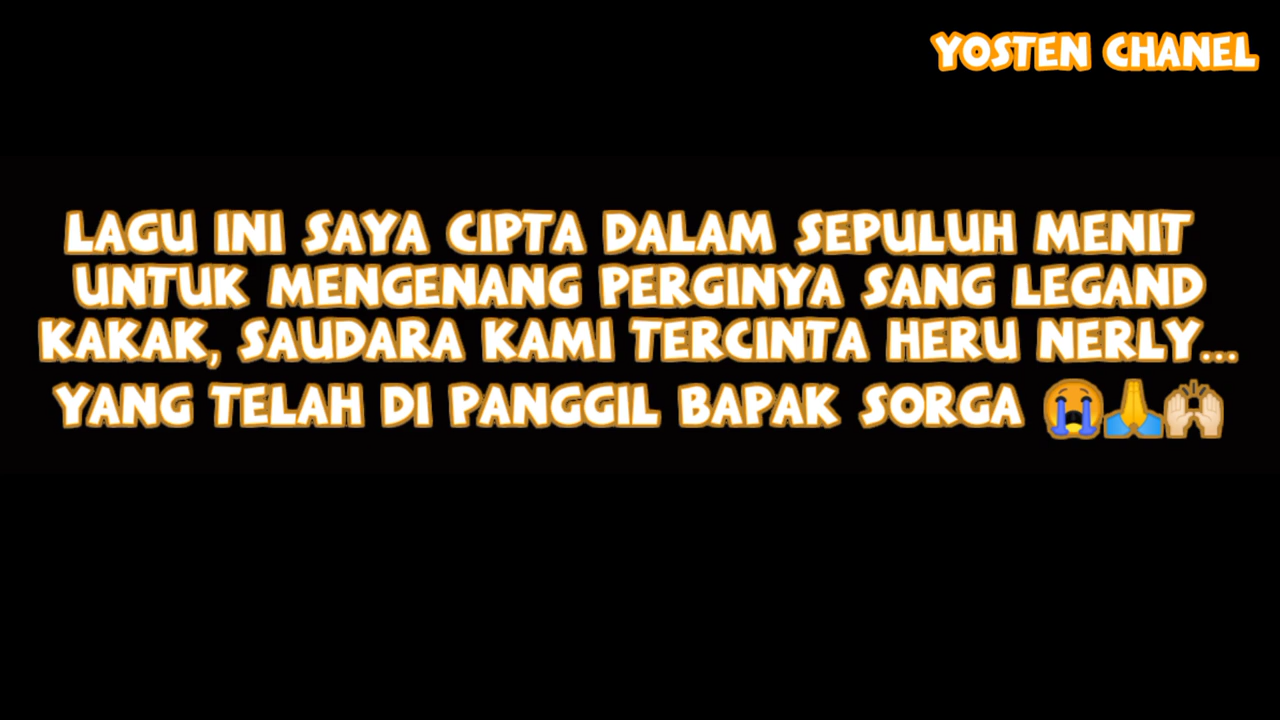 YOSTEN CHANEL
LAGU INI SAYA CIPTA DALAM SEPULUH MENIT
UNTUK MENGENANG PERGINYA SANG LEGAND
KAKAK, SAUDARA KAMI TERCINTA HERU NERLY...
YANG TELAH DI PANGGIL BAPAK SORGA 😭🙏🙌🏻